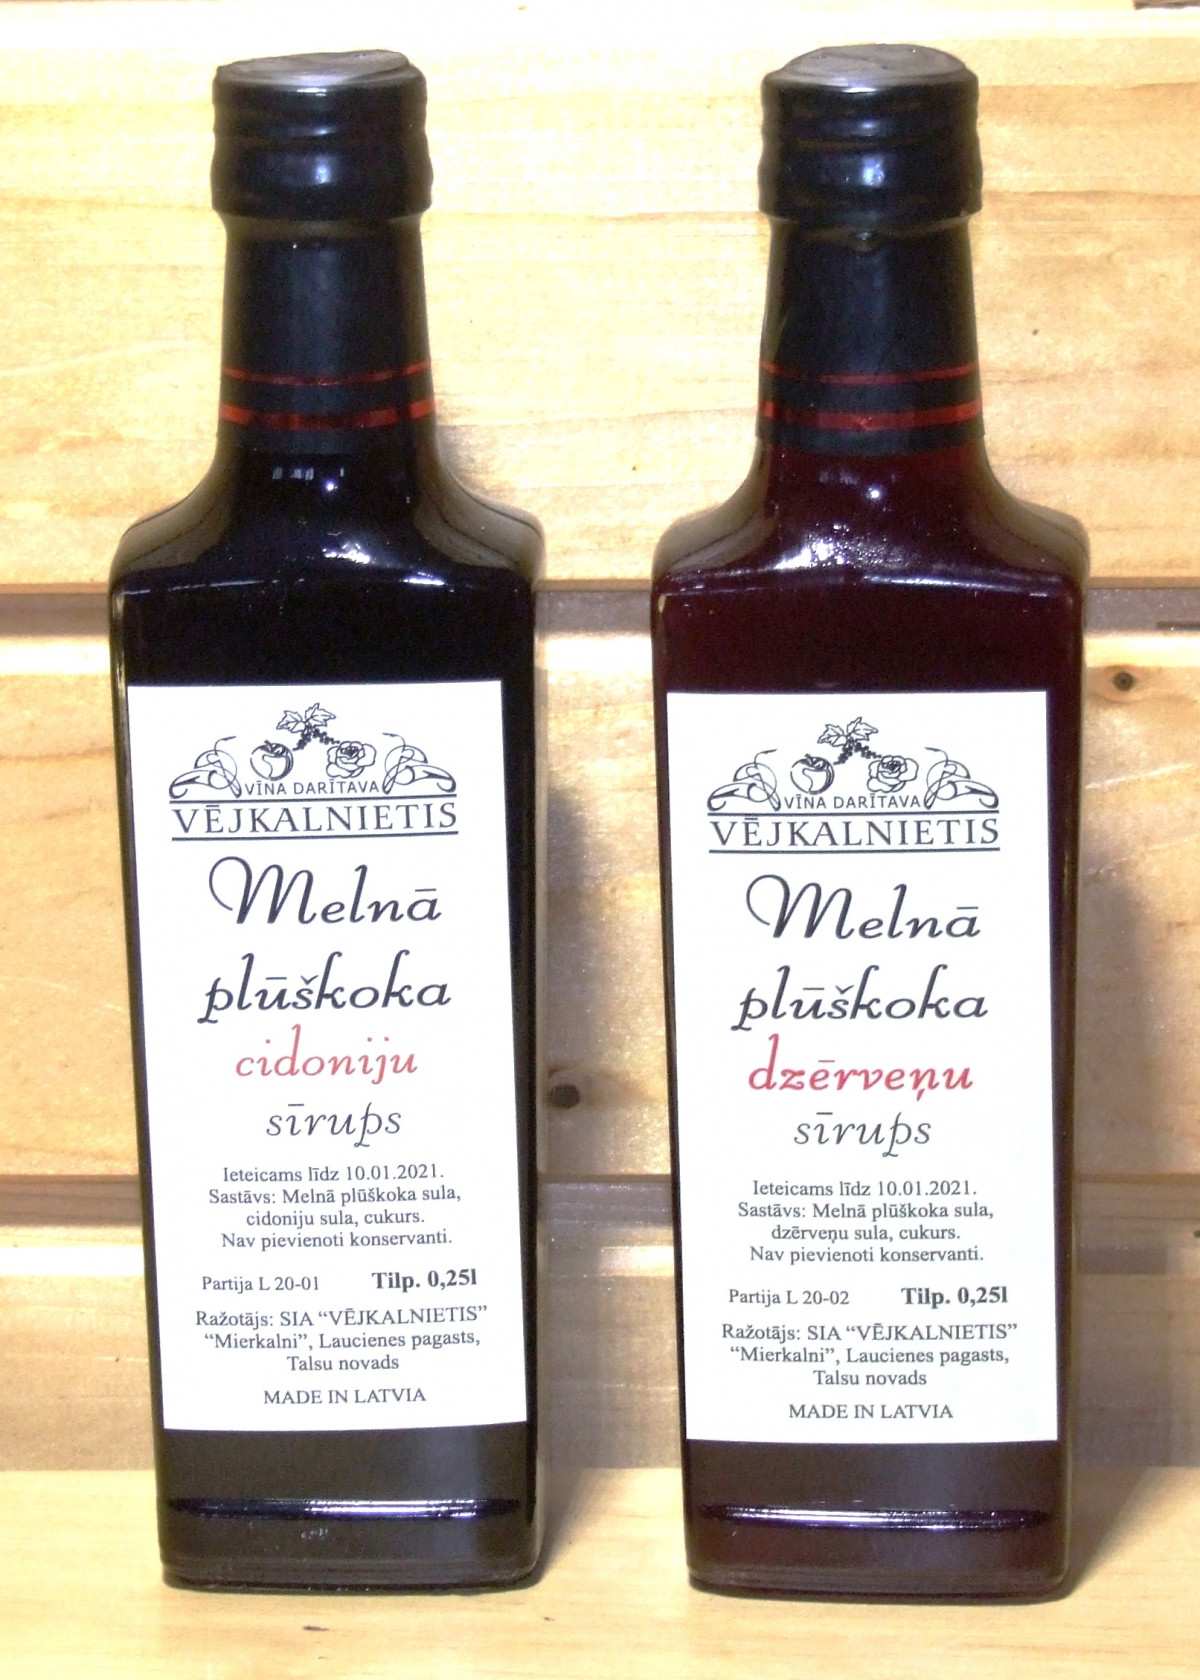 VĪNA DARĪTAVA
VĒJKALNIETIS
Melnā
plūškoka
cidoniju
sīrups
Ieteicams līdz 10.01.2021.
Sastāvs: Melnā plūškoka sula,
cidoniju sula, cukurs.
Nav pievienoti konservanti.
Partija L 20-01 Tilp. 0,25l
Ražotājs: SIA “VĒJKALNIETIS”
“Mierkalni”, Laucienes pagasts,
Talsu novads
MADE IN LATVIA
VĪNA DARĪTAVA
VĒJKALNIETIS
Melnā
plūškoka
dzērveņu
sīrups
Ieteicams līdz 10.01.2021.
Sastāvs: Melnā plūškoka sula,
dzērveņu sula, cukurs.
Nav pievienoti konservanti.
Partija L 20-02 Tilp. 0,25l
Ražotājs: SIA “VĒJKALNIETIS”
“Mierkalni”, Laucienes pagasts,
Talsu novads
MADE IN LATVIA